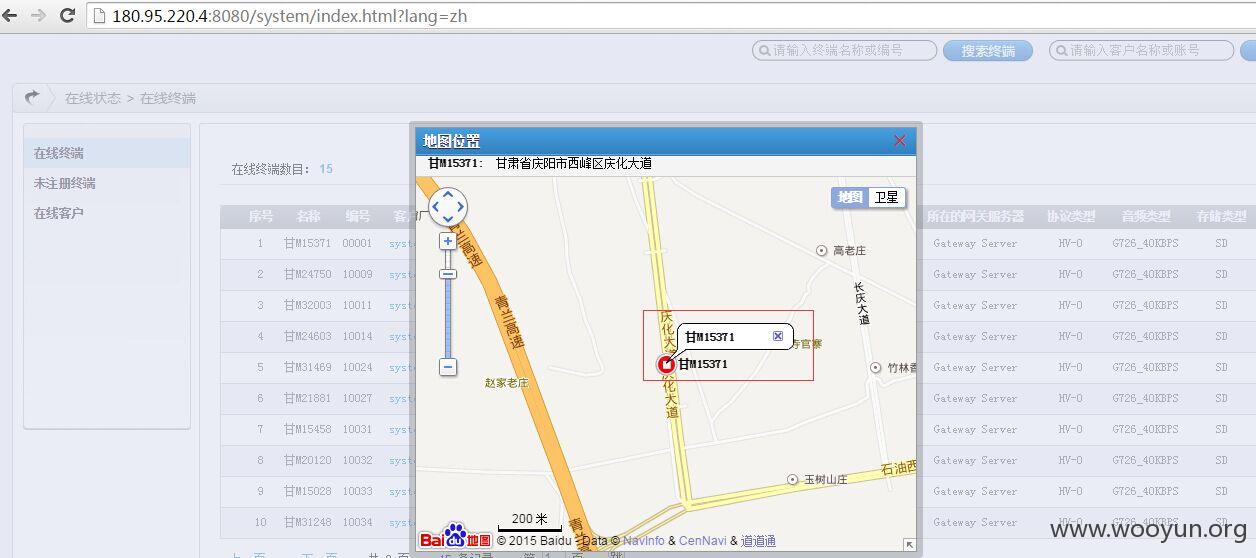 180.95.220.4:8080/system/index.html?lang=zh
请输入终端名称或编号 搜索终端 请输入客户名称或账号
在线状态 > 在线终端
在线终端
未注册终端
在线客户
在线终端数目： 15
序号 名称 编号 所在的网关服务器 协议类型 音频类型 存储类型
1 甘M15371 00001 syst Gateway Server HV-0 G726_40KBPS SD
2 甘M24750 10009 syst Gateway Server HV-0 G726_40KBPS SD
3 甘M32003 10011 syst Gateway Server HV-0 G726_40KBPS SD
4 甘M24603 10014 syst Gateway Server HV-0 G726_40KBPS SD
5 甘M31469 10024 syst Gateway Server HV-0 G726_40KBPS SD
6 甘M21881 10027 syst Gateway Server HV-0 G726_40KBPS SD
7 甘M15458 10031 syst Gateway Server HV-0 G726_40KBPS SD
8 甘M20120 10032 syst Gateway Server HV-0 G726_40KBPS SD
9 甘M15028 10033 syst Gateway Server HV-0 G726_40KBPS SD
10 甘M31248 10034 syst Gateway Server HV-0 G726_40KBPS SD
地图位置
甘M15371: 甘肃省庆阳市西峰区庆化大道
地图 卫星
高速
青兰高速
高老庄
长庆大道
庆化大道
甘M15371
寺官寨
甘M15371
庆化大道
竹林香
赵家老庄
石油西
玉树山庄
青
200 米
Baidu地图 © 2015 Baidu - Data © NavInfo & CenNavi & 道道通
www.wooyun.org